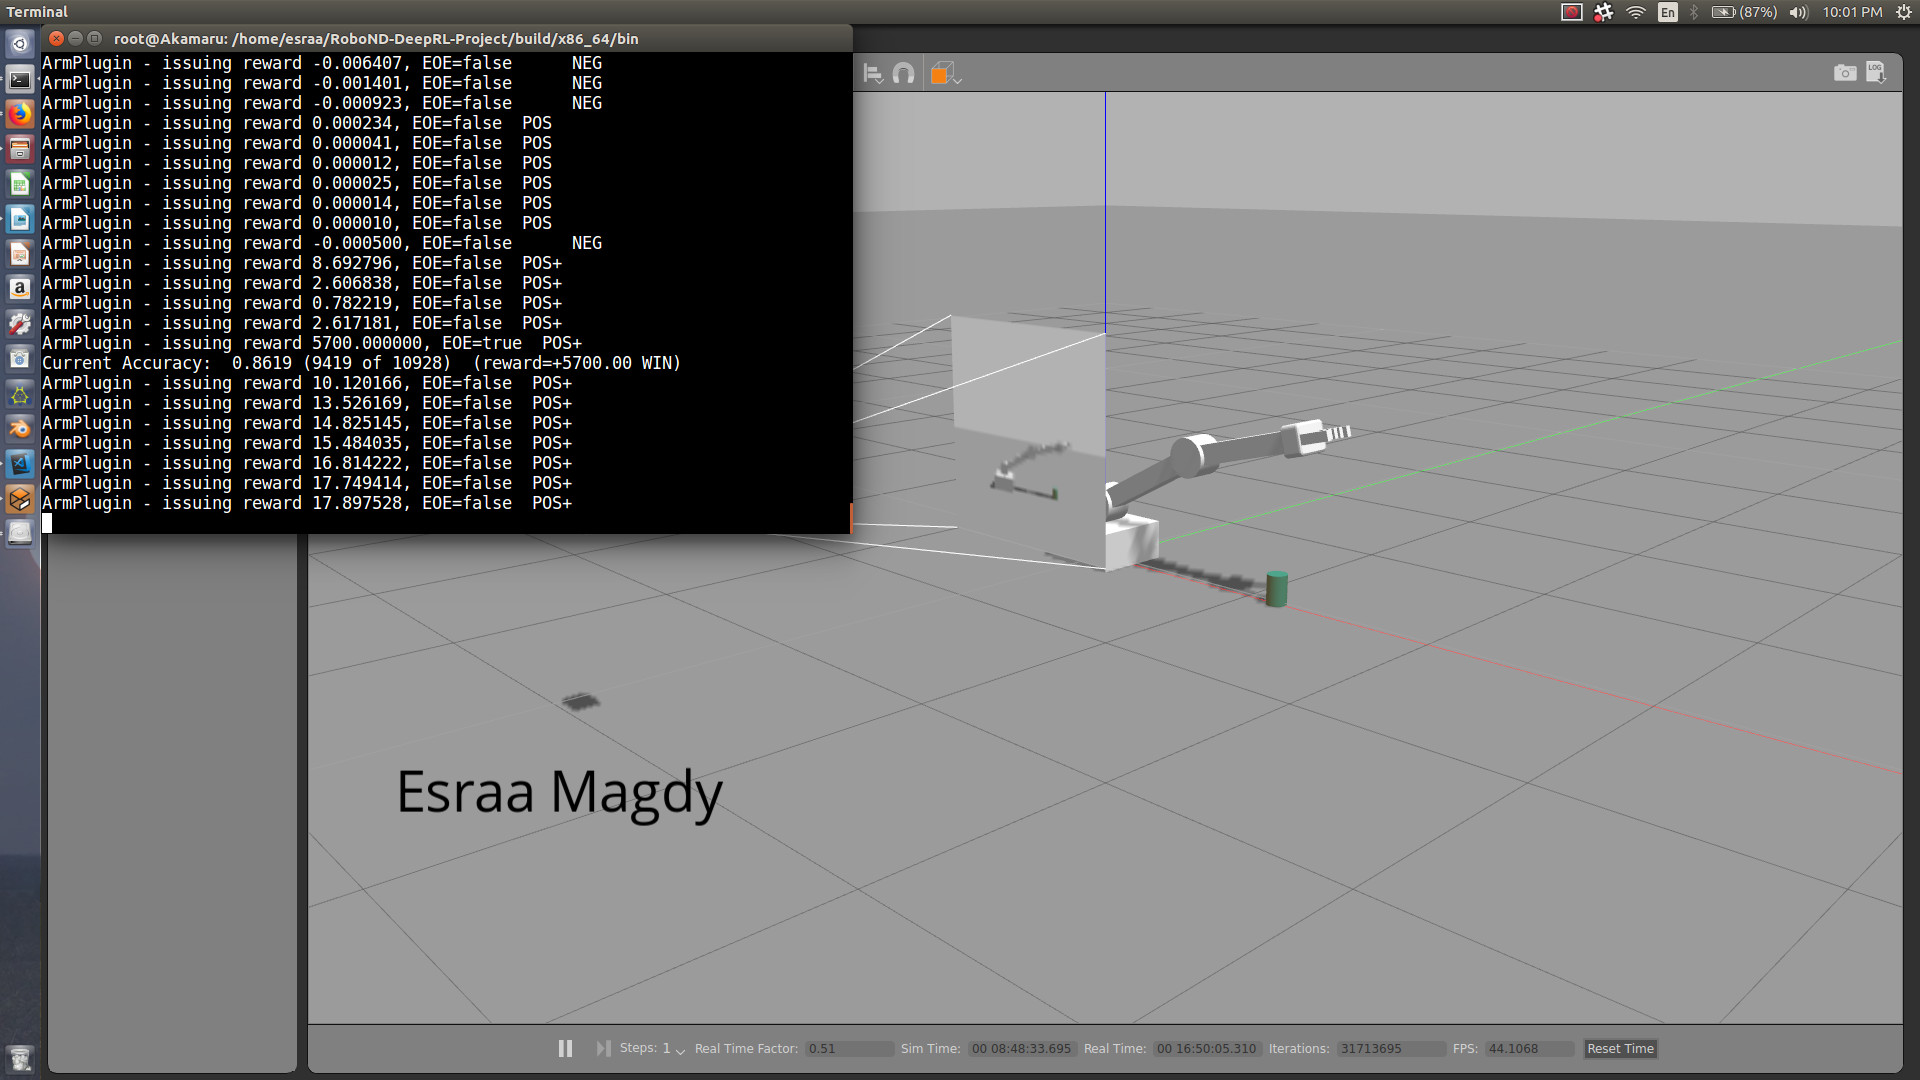 Terminal
En
(87%)
10:01 PM
root@Akamaru: /home/esraa/RoboND-DeepRL-Project/build/x86_64/bin
LOG
ArmPlugin - issuing reward -0.006407, EOE=false      NEG
ArmPlugin - issuing reward -0.001401, EOE=false      NEG
ArmPlugin - issuing reward -0.000923, EOE=false      NEG
ArmPlugin - issuing reward 0.000234, EOE=false  POS
ArmPlugin - issuing reward 0.000041, EOE=false  POS
ArmPlugin - issuing reward 0.000012, EOE=false  POS
ArmPlugin - issuing reward 0.000025, EOE=false  POS
ArmPlugin - issuing reward 0.000014, EOE=false  POS
ArmPlugin - issuing reward 0.000010, EOE=false  POS
ArmPlugin - issuing reward -0.000500, EOE=false      NEG
ArmPlugin - issuing reward 8.692796, EOE=false  POS+
ArmPlugin - issuing reward 2.606838, EOE=false  POS+
ArmPlugin - issuing reward 0.782219, EOE=false  POS+
ArmPlugin - issuing reward 2.617181, EOE=false  POS+
ArmPlugin - issuing reward 5700.000000, EOE=true  POS+
Current Accuracy:  0.8619 (9419 of 10928)  (reward=+5700.00 WIN)
ArmPlugin - issuing reward 10.120166, EOE=false  POS+
ArmPlugin - issuing reward 13.526169, EOE=false  POS+
ArmPlugin - issuing reward 14.825145, EOE=false  POS+
ArmPlugin - issuing reward 15.484035, EOE=false  POS+
ArmPlugin - issuing reward 16.814222, EOE=false  POS+
ArmPlugin - issuing reward 17.749414, EOE=false  POS+
ArmPlugin - issuing reward 17.897528, EOE=false  POS+
Esraa Magdy
Steps: 1 Real Time Factor: 0.51 Sim Time: 00 08:48:33.695 Real Time: 00 16:50:05.310 Iterations: 31713695 FPS: 44.1068 Reset Time